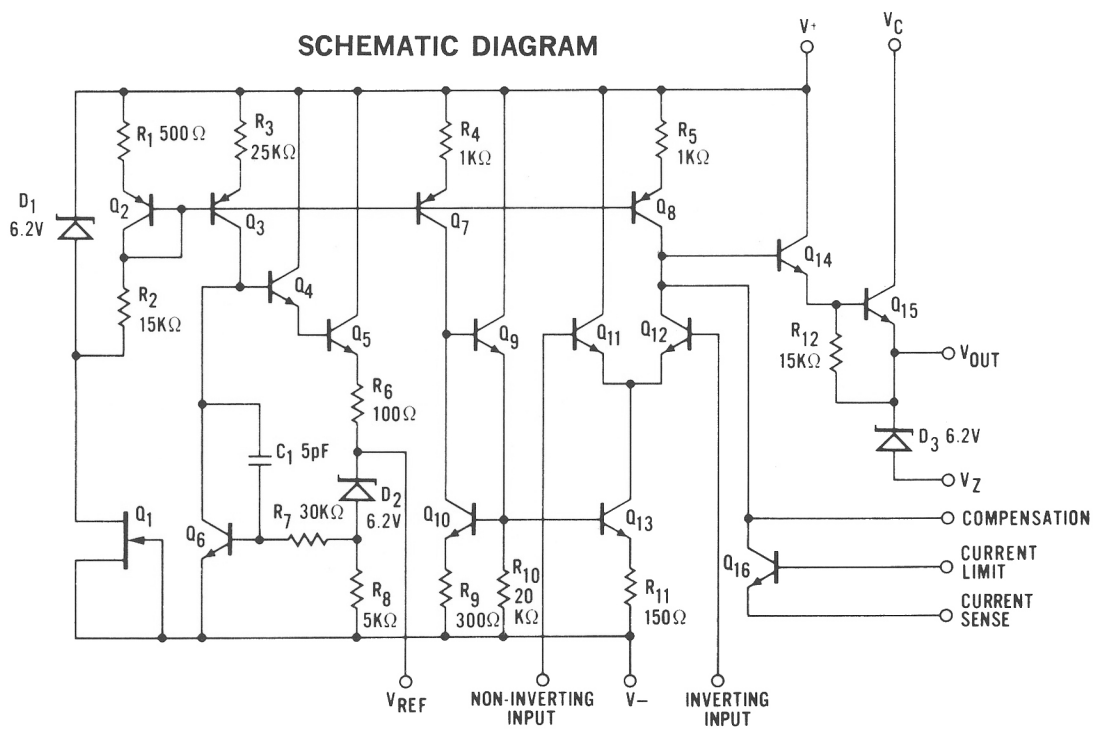 SCHEMATIC DIAGRAM
V+
VC
R1 500Ω
R3
25KΩ
R4
1KΩ
R5
1KΩ
D1
6.2V
Q2
Q3
Q7
Q8
Q14
Q4
R2
15KΩ
Q5
Q9
Q11
Q12
Q15
R12
15KΩ
VOUT
R6
100Ω
D3 6.2V
C1 5pF
VZ
D2
6.2V
Q1
R7 30KΩ
Q6
Q10
Q13
COMPENSATION
Q16
CURRENT
LIMIT
R8
5KΩ
R9
300Ω
R10
20
KΩ
R11
150Ω
CURRENT
SENSE
VREF
NON-INVERTING
INPUT
V–
INVERTING
INPUT